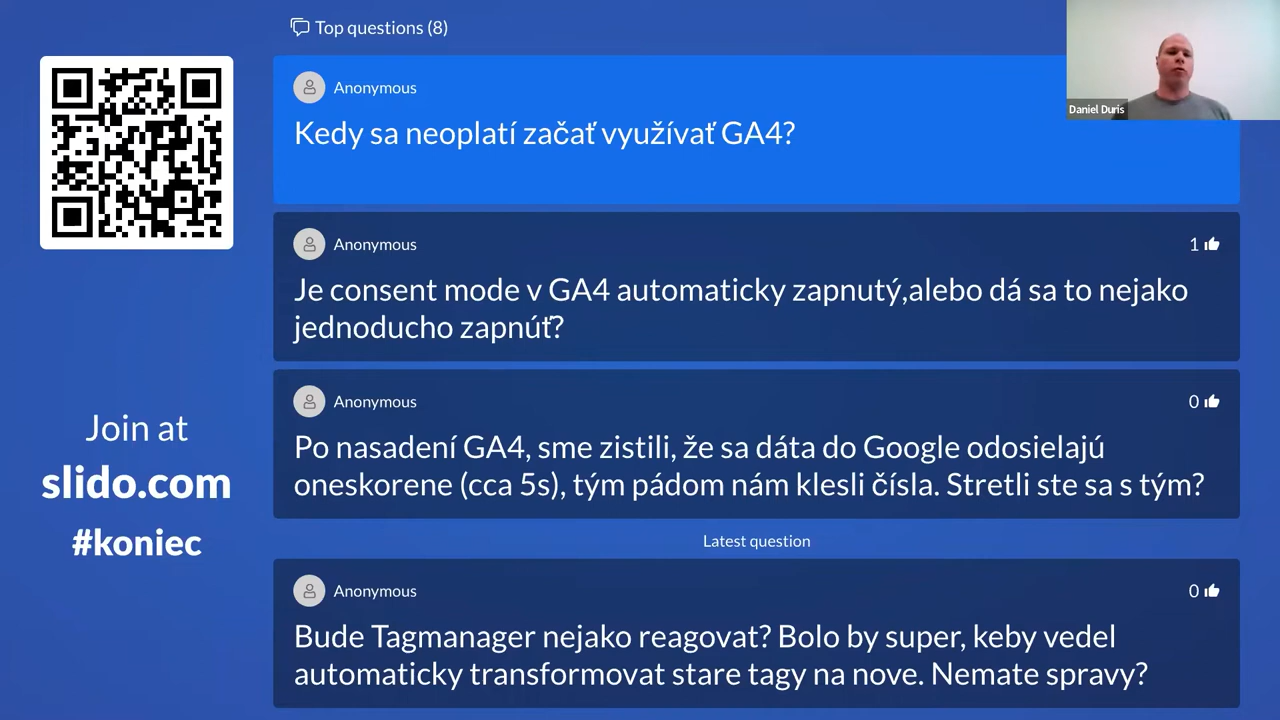 Top questions (8)
Daniel Duris
Anonymous
Kedy sa neoplatí začať využívať GA4?
Anonymous
1
Je consent mode v GA4 automaticky zapnutý,alebo dá sa to nejako
jednoducho zapnúť?
Anonymous
0
Po nasadení GA4, sme zistili, že sa dáta do Google odosielajú
oneskorene (cca 5s), tým pádom nám klesli čísla. Stretli ste sa s tým?
Latest question
Anonymous
0
Bude Tagmanager nejako reagovat? Bolo by super, keby vedel
automaticky transformovat stare tagy na nove. Nemate spravy?
Join at
slido.com
#koniec